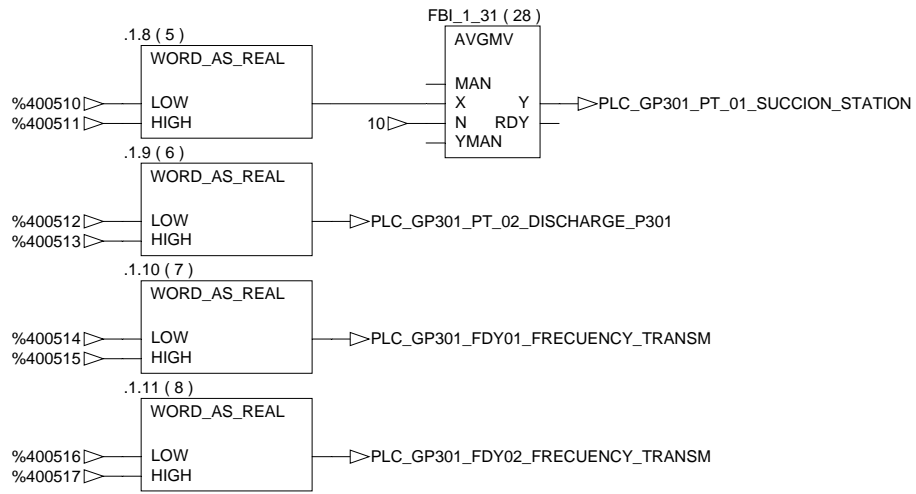 FBI_1_31 ( 28 )
.1.8 ( 5 )
AVGMV
WORD_AS_REAL
MAN
%400510 LOW X Y PLC_GP301_PT_01_SUCCION_STATION
%400511 HIGH 10 N RDY
YMAN
.1.9 ( 6 )
WORD_AS_REAL
%400512 LOW PLC_GP301_PT_02_DISCHARGE_P301
%400513 HIGH
.1.10 ( 7 )
WORD_AS_REAL
%400514 LOW PLC_GP301_FDY01_FRECUENCY_TRANSM
%400515 HIGH
.1.11 ( 8 )
WORD_AS_REAL
%400516 LOW PLC_GP301_FDY02_FRECUENCY_TRANSM
%400517 HIGH